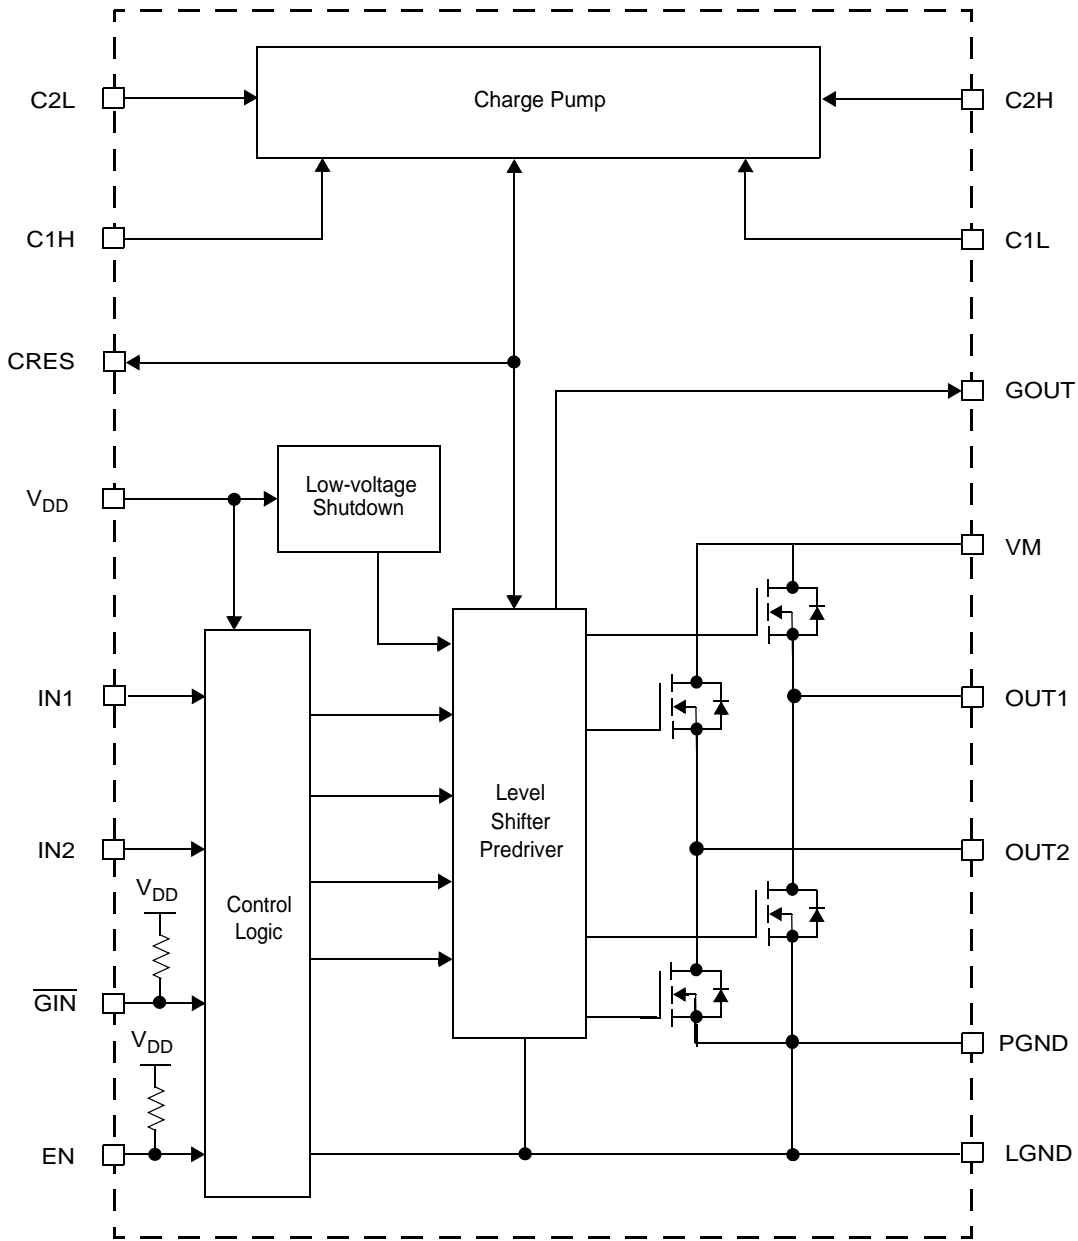 Charge Pump
C2L
C2H
C1H
C1L
CRES
GOUT
Low-voltage
Shutdown
VDD
VM
IN1
OUT1
Level
Shifter
Predriver
IN2
OUT2
VDD
Control
Logic
GIN
VDD
PGND
EN
LGND